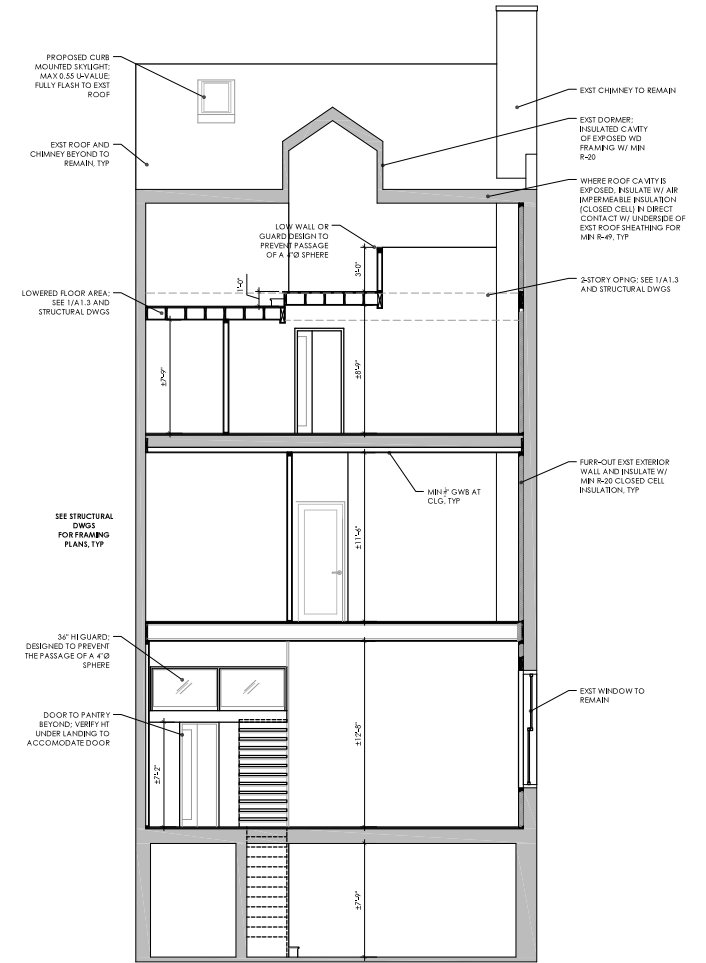 PROPOSED CURB
MOUNTED SKYLIGHT;
MAX 0.55 U-VALUE;
FULLY FLASH TO EXST
ROOF
EXST ROOF AND
CHIMNEY BEYOND TO
REMAIN, TYP
EXST CHIMNEY TO REMAIN
EXST DORMER;
INSULATED CAVITY
OF EXPOSED WD
FRAMING W/ MIN
R-20
WHERE ROOF CAVITY IS
EXPOSED, INSULATE W/ AIR
IMPERMEABLE INSULATION
(CLOSED CELL) IN DIRECT
CONTACT W/ UNDERSIDE OF
EXST ROOF SHEATHING FOR
MIN R-49, TYP
LOW WALL OR
GUARD DESIGN TO
PREVENT PASSAGE
OF A 4"Ø SPHERE
3'-0"
1'-0"
2-STORY OPNG; SEE 1/A1.3
AND STRUCTURAL DWGS
LOWERED FLOOR AREA;
SEE 1/A1.3 AND
STRUCTURAL DWGS
±7'-9"
±8'-9"
FURR-OUT EXST EXTERIOR
WALL AND INSULATE W/
MIN R-20 CLOSED CELL
INSULATION, TYP
MIN ½" GWB AT
CLG, TYP
±11'-6"
SEE STRUCTURAL
DWGS
FOR FRAMING
PLANS, TYP
36" HI GUARD;
DESIGNED TO PREVENT
THE PASSAGE OF A 4"Ø
SPHERE
EXST WINDOW TO
REMAIN
DOOR TO PANTRY
BEYOND; VERIFY HT
UNDER LANDING TO
ACCOMODATE DOOR
±7'-2"
±12'-8"
±7'-9"